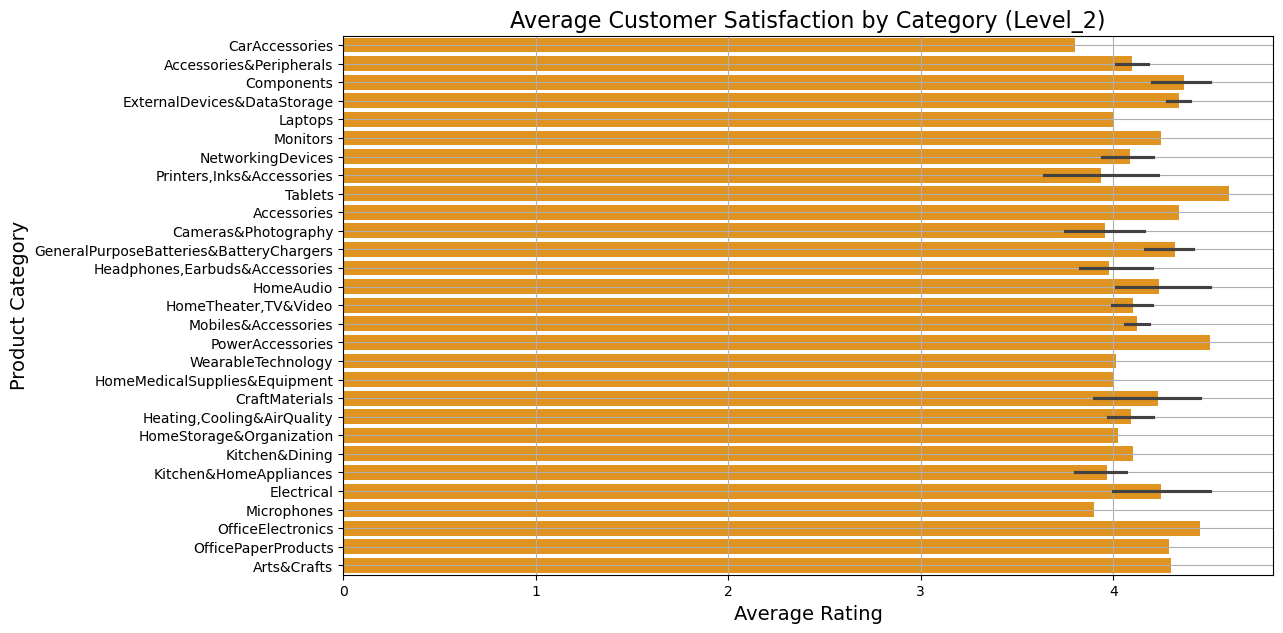 Average Customer Satisfaction by Category (Level_2)
Product Category
CarAccessories
Accessories&Peripherals
Components
ExternalDevices&DataStorage
Laptops
Monitors
NetworkingDevices
Printers,Inks&Accessories
Tablets
Accessories
Cameras&Photography
GeneralPurposeBatteries&BatteryChargers
Headphones,Earbuds&Accessories
HomeAudio
HomeTheater,TV&Video
Mobiles&Accessories
PowerAccessories
WearableTechnology
HomeMedicalSupplies&Equipment
CraftMaterials
Heating,Cooling&AirQuality
HomeStorage&Organization
Kitchen&Dining
Kitchen&HomeAppliances
Electrical
Microphones
OfficeElectronics
OfficePaperProducts
Arts&Crafts
0 1 2 3 4
Average Rating